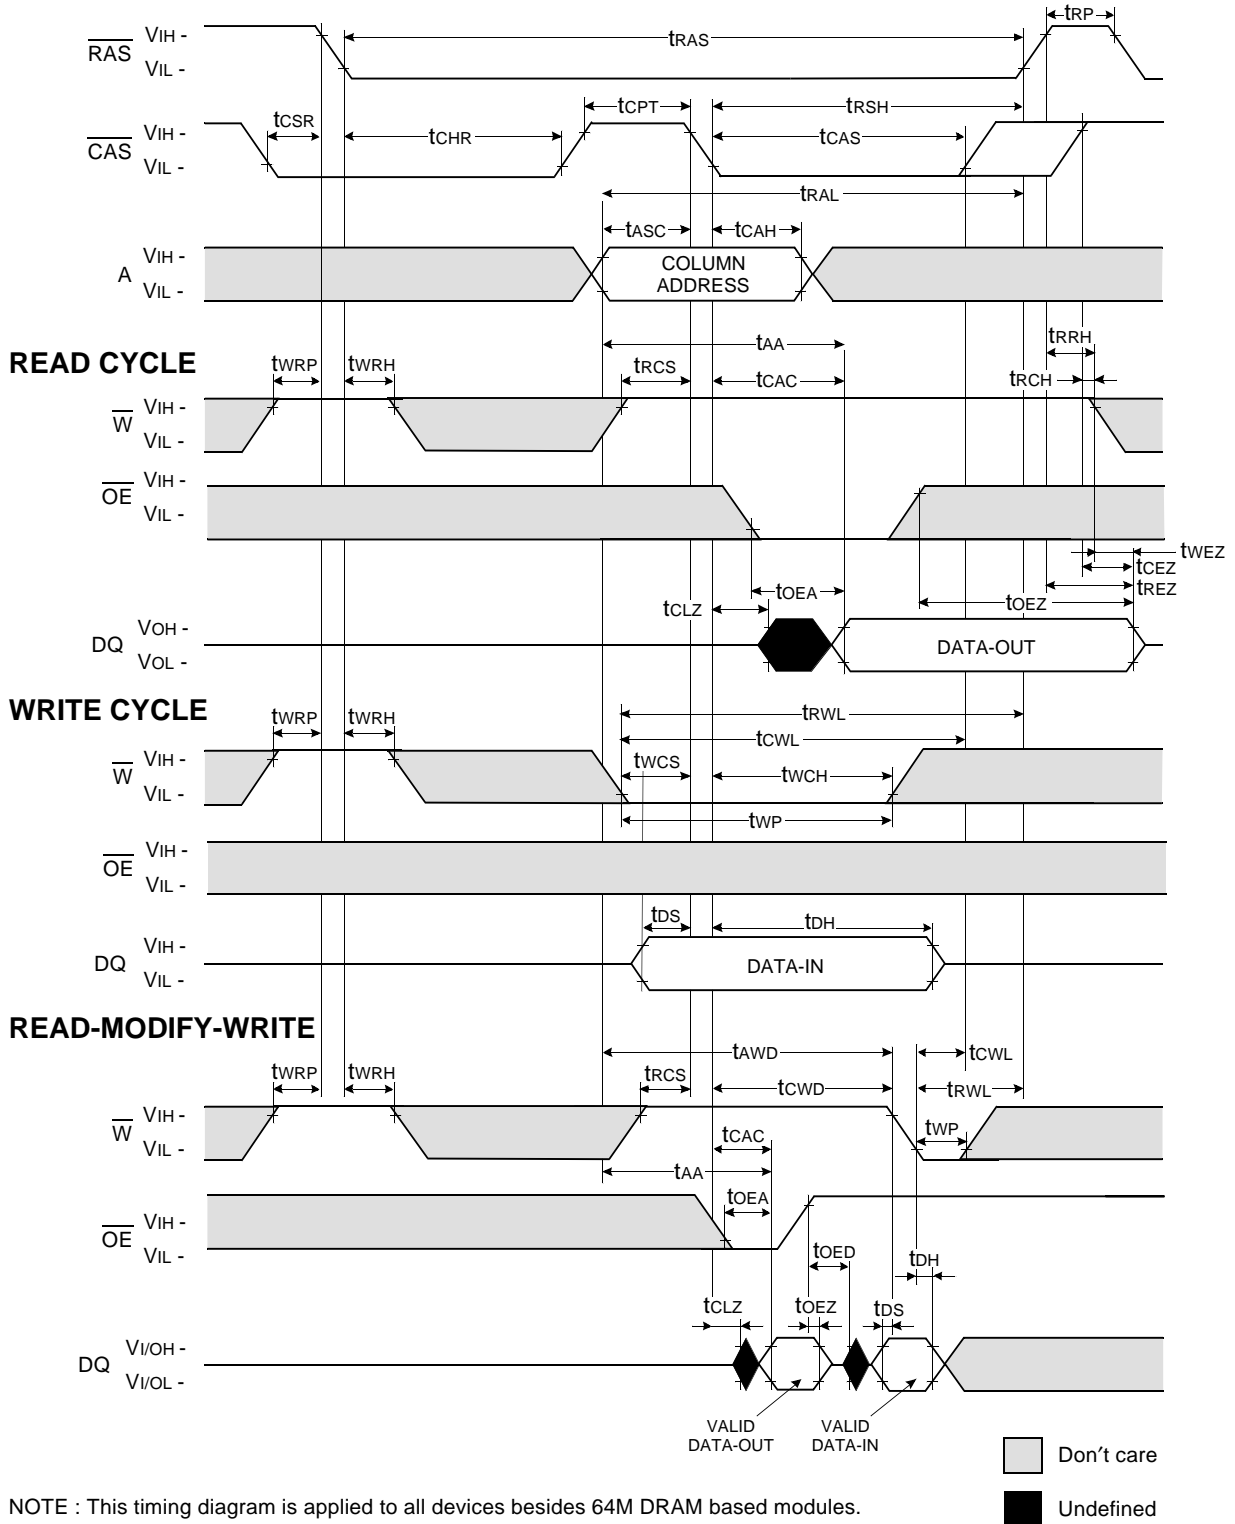 tRP
RAS VIH -
VIL -
tRAS
CAS VIH -
VIL -
tCSR
tCHR
tCPT
tRSH
tCAS
tRAL
A VIH -
VIL -
tASC
tCAH
COLUMN
ADDRESS
READ CYCLE
tWRP
tWRH
tAA
tRCS
tCAC
tRRH
tRCH
W VIH -
VIL -
OE VIH -
VIL -
tWEZ
tCEZ
tREZ
tOEA
tOEZ
tCLZ
DQ VOH -
VOL -
DATA-OUT
WRITE CYCLE
tWRP
tWRH
tRWL
tCWL
tWCS
tWCH
tWP
W VIH -
VIL -
OE VIH -
VIL -
tDS
tDH
DQ VIH -
VIL -
DATA-IN
READ-MODIFY-WRITE
tAWD
tCWL
tWRP
tWRH
tRCS
tCWD
tRWL
W VIH -
VIL -
tCAC
tWP
tAA
OE VIH -
VIL -
tOEA
tOED
tDH
tCLZ
tOEZ
tDS
DQ VI/OH -
VI/OL -
VALID
DATA-OUT
VALID
DATA-IN
Don't care
Undefined
NOTE : This timing diagram is applied to all devices besides 64M DRAM based modules.